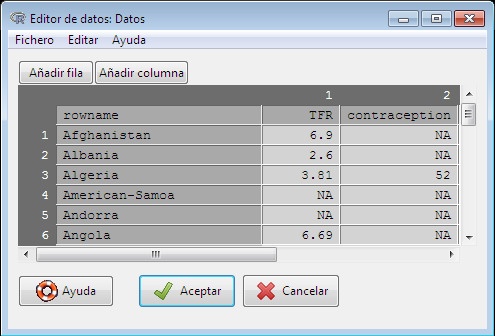 Editor de datos: Datos
Fichero Editar Ayuda
Añadir fila Añadir columna
1 2
rowname TFR contraception
1 Afghanistan 6.9 NA
2 Albania 2.6 NA
3 Algeria 3.81 52
4 American-Samoa NA NA
5 Andorra NA NA
6 Angola 6.69 NA
Ayuda Aceptar Cancelar